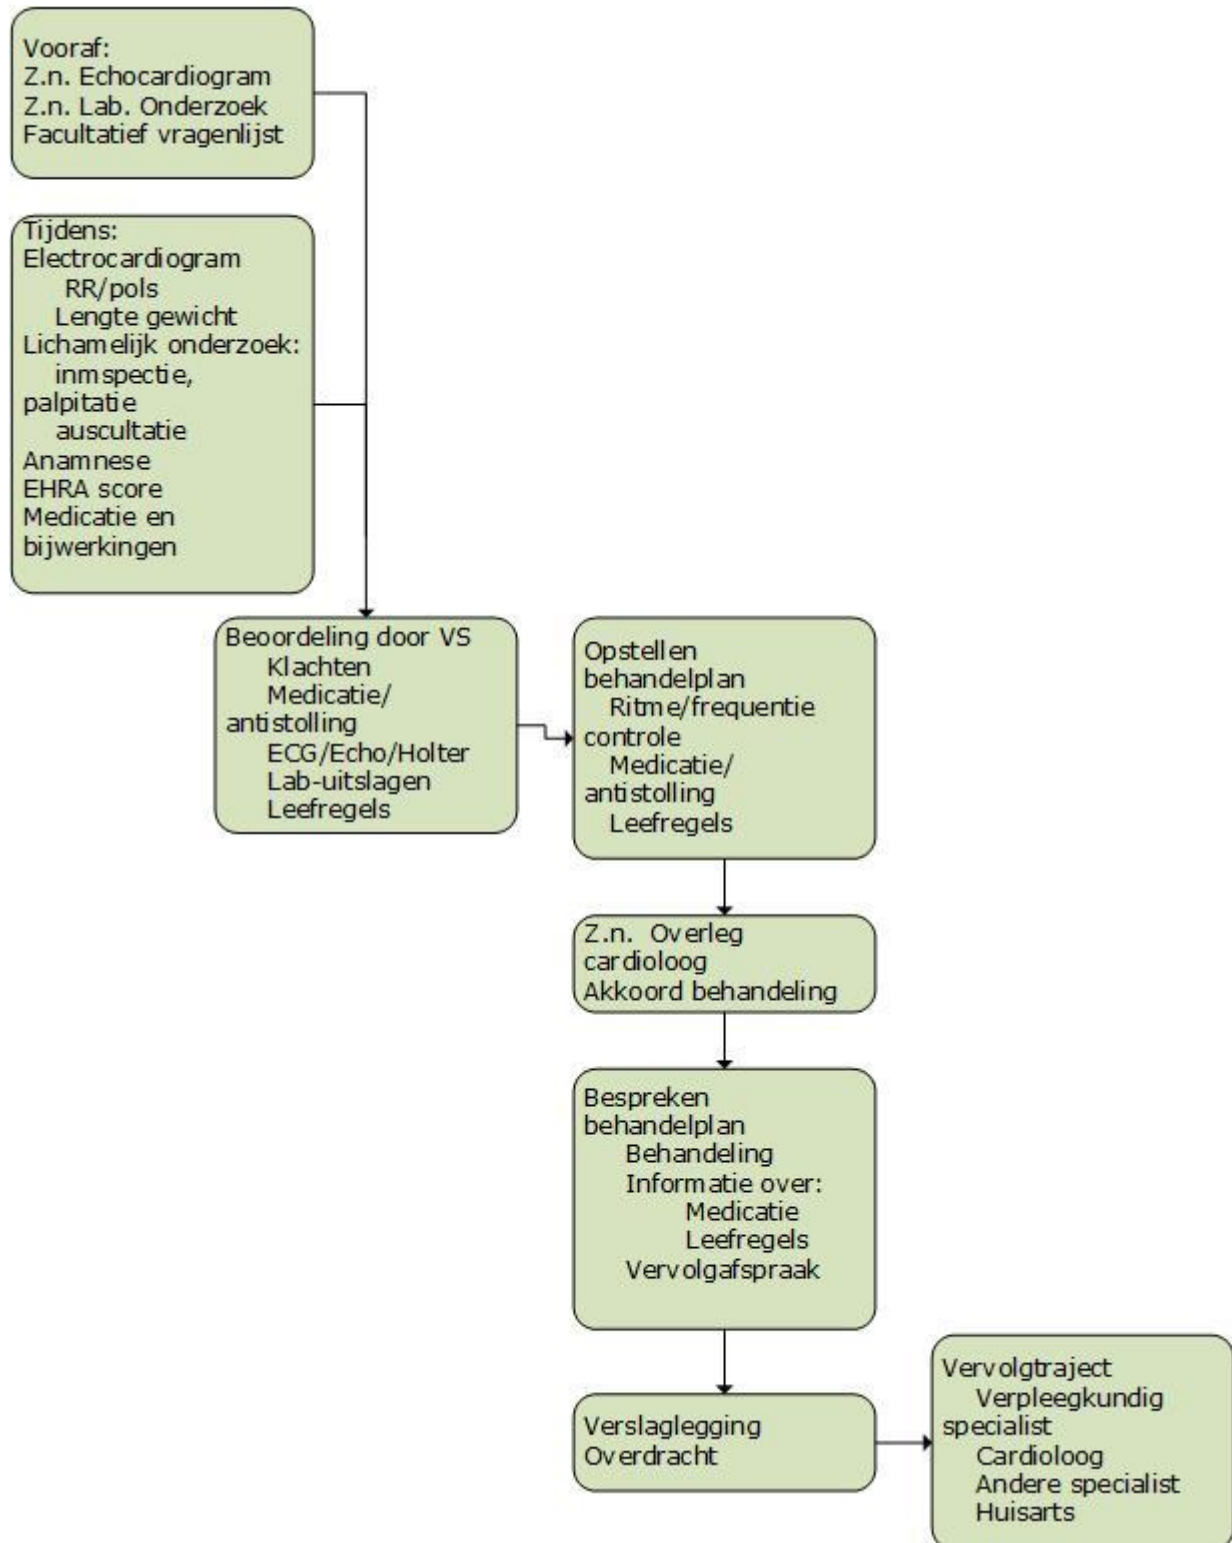 Vooraf:
Z.n. Echocardiogram
Z.n. Lab. Onderzoek
Facultatief vragenlijst
Tijdens:
Electrocardiogram
RR/pols
Lengte gewicht
Lichamelijk onderzoek:
inmspectie,
palpitatie
auscultatie
Anamnese
EHRA score
Medicatie en
bijwerkingen
Beoordeling door VS
Klachten
Medicatie/
antistolling
ECG/Echo/Holter
Lab-uitslagen
Leefregels
Opstellen
behandelplan
Ritme/frequentie
controle
Medicatie/
antistolling
Leefregels
Z.n. Overleg
cardioloog
Akkoord behandeling
Bespreken
behandelplan
Behandeling
Informatie over:
Medicatie
Leefregels
Vervolgafspraak
Verslaglegging
Overdracht
Vervolgtraject
Verpleegkundig
specialist
Cardioloog
Andere specialist
Huisarts